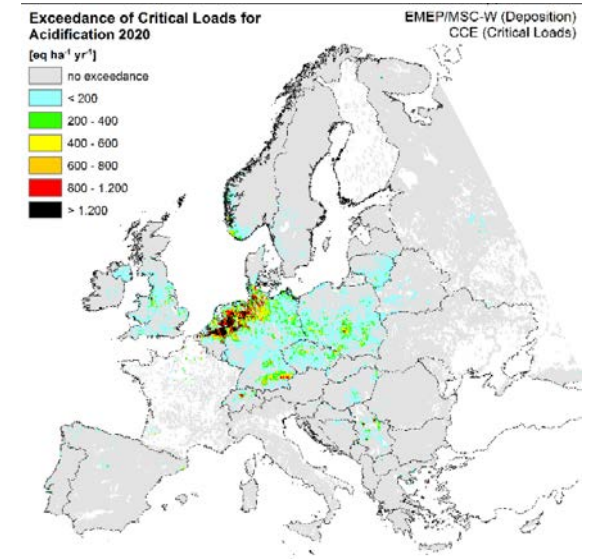 Exceedance of Critical Loads for
Acidification 2020
[eq ha⁻¹ yr⁻¹]
no exceedance
< 200
200 - 400
400 - 600
600 - 800
800 - 1.200
> 1.200
EMEP/MSC-W (Deposition)
CCE (Critical Loads)